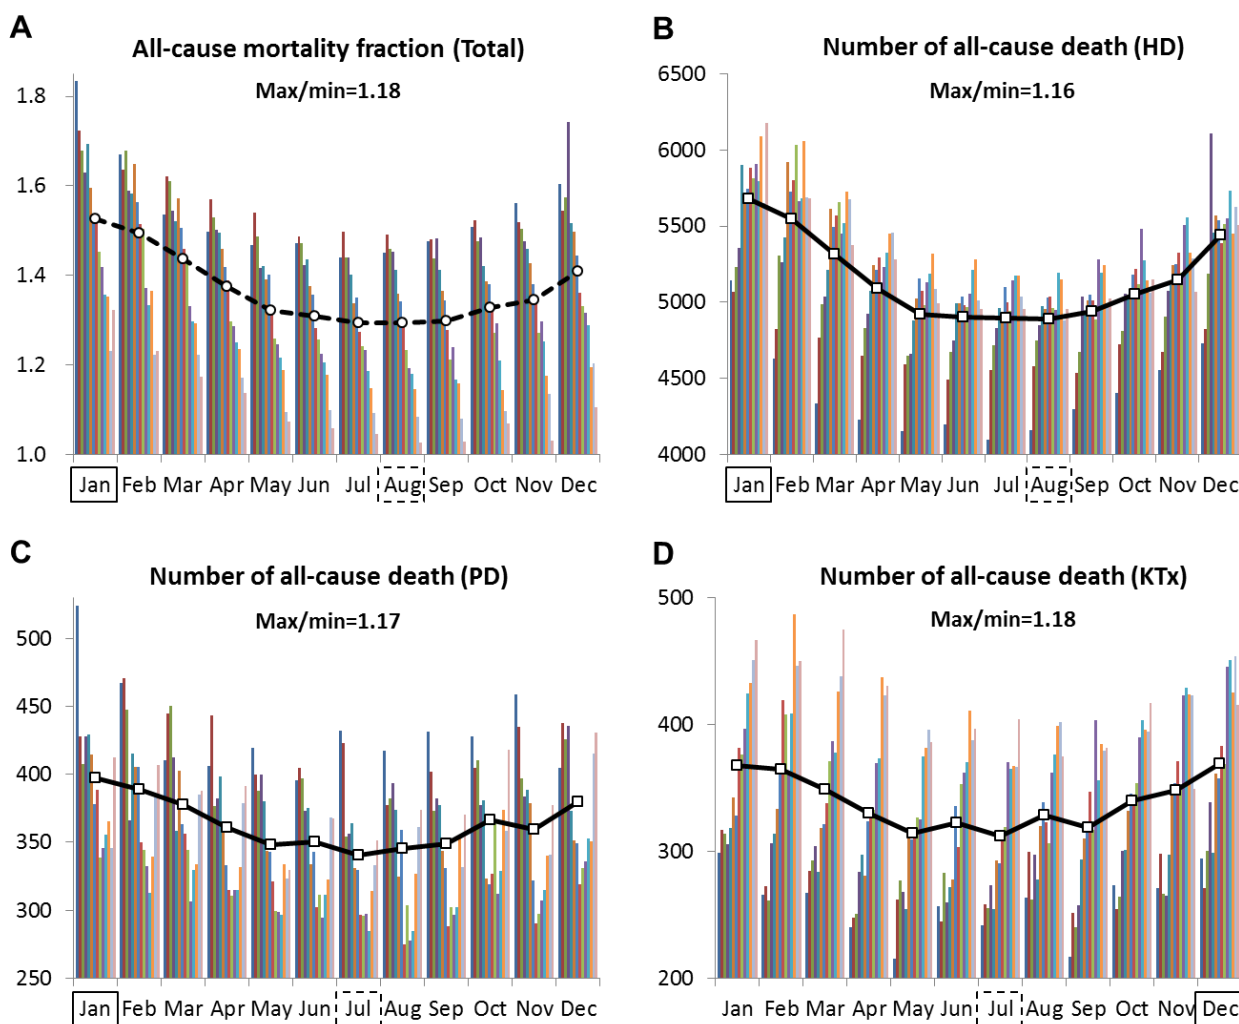 A
All-cause mortality fraction (Total)
Max/min=1.18
1.8
1.6
1.4
1.2
1.0
Jan Feb Mar Apr May Jun Jul Aug Sep Oct Nov Dec
B
Number of all-cause death (HD)
Max/min=1.16
6500
6000
5500
5000
4500
4000
Jan Feb Mar Apr May Jun Jul Aug Sep Oct Nov Dec
C
Number of all-cause death (PD)
Max/min=1.17
500
450
400
350
300
250
Jan Feb Mar Apr May Jun Jul Aug Sep Oct Nov Dec
D
Number of all-cause death (KTx)
Max/min=1.18
500
400
300
200
Jan Feb Mar Apr May Jun Jul Aug Sep Oct Nov Dec